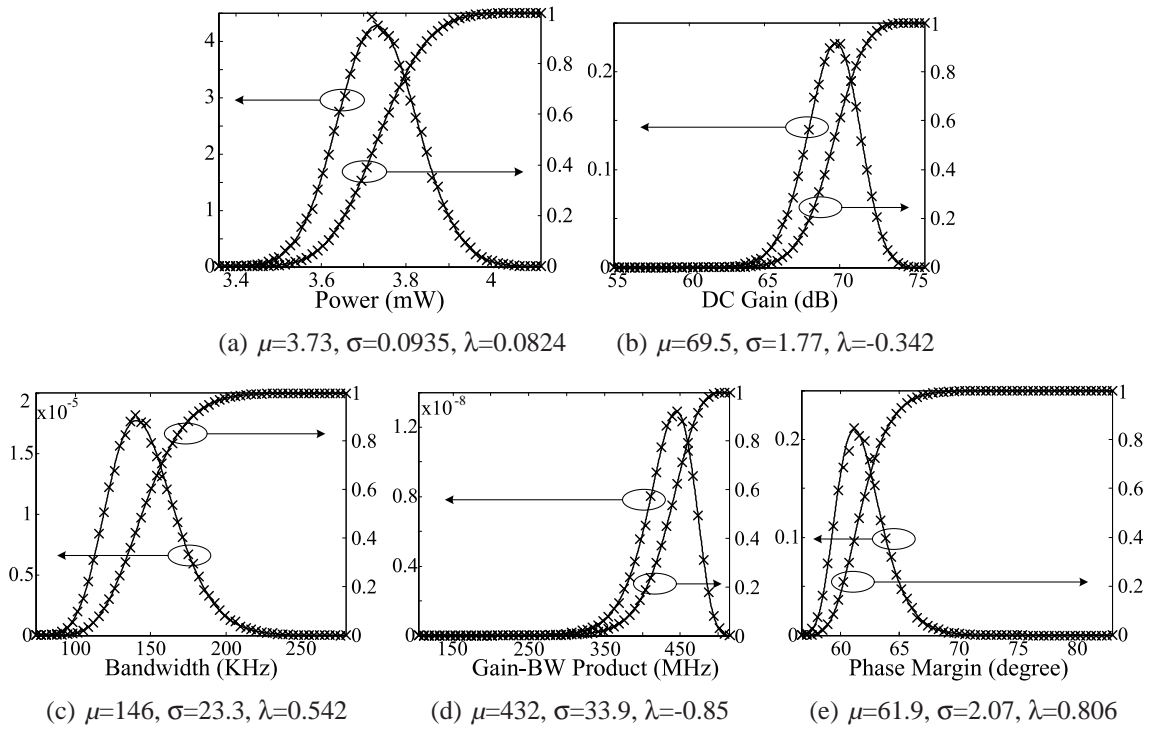 4
3
2
1
0
1
0.8
0.6
0.4
0.2
0
3.4 3.6 3.8 4
Power (mW)
(a) μ=3.73, σ=0.0935, λ=0.0824
0.2
0.1
0
1
0.8
0.6
0.4
0.2
0
55 60 65 70 75
DC Gain (dB)
(b) μ=69.5, σ=1.77, λ=-0.342
2
x10⁻⁵
1.5
1
0.5
0
1
0.8
0.6
0.4
0.2
0
100 150 200 250
Bandwidth (KHz)
(c) μ=146, σ=23.3, λ=0.542
x10⁻⁸
1.2
0.8
0.4
0
1
0.8
0.6
0.4
0.2
0
150 250 350 450
Gain-BW Product (MHz)
(d) μ=432, σ=33.9, λ=-0.85
0.2
0.1
0
1
0.8
0.6
0.4
0.2
0
60 65 70 75 80
Phase Margin (degree)
(e) μ=61.9, σ=2.07, λ=0.806